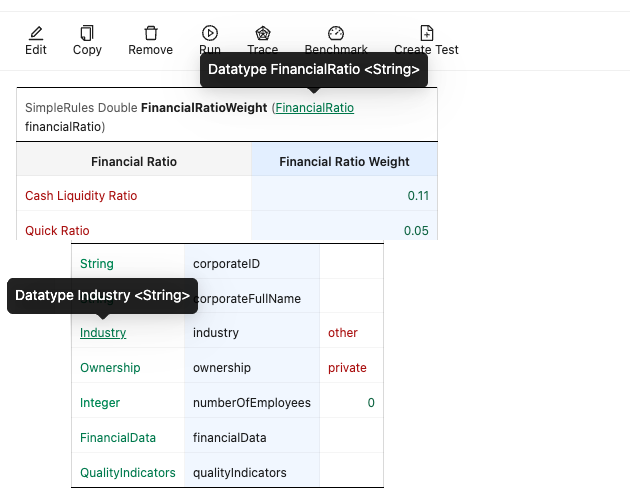 Edit Copy Remove Run Trace Benchmark Create Test
Datatype FinancialRatio <String>
SimpleRules Double FinancialRatioWeight (FinancialRatio
financialRatio)
Financial Ratio Financial Ratio Weight
Cash Liquidity Ratio 0.11
Quick Ratio 0.05
String corporateID
Datatype Industry <String> corporateFullName
Industry industry other
Ownership ownership private
Integer numberOfEmployees 0
FinancialData financialData
QualityIndicators qualityIndicators